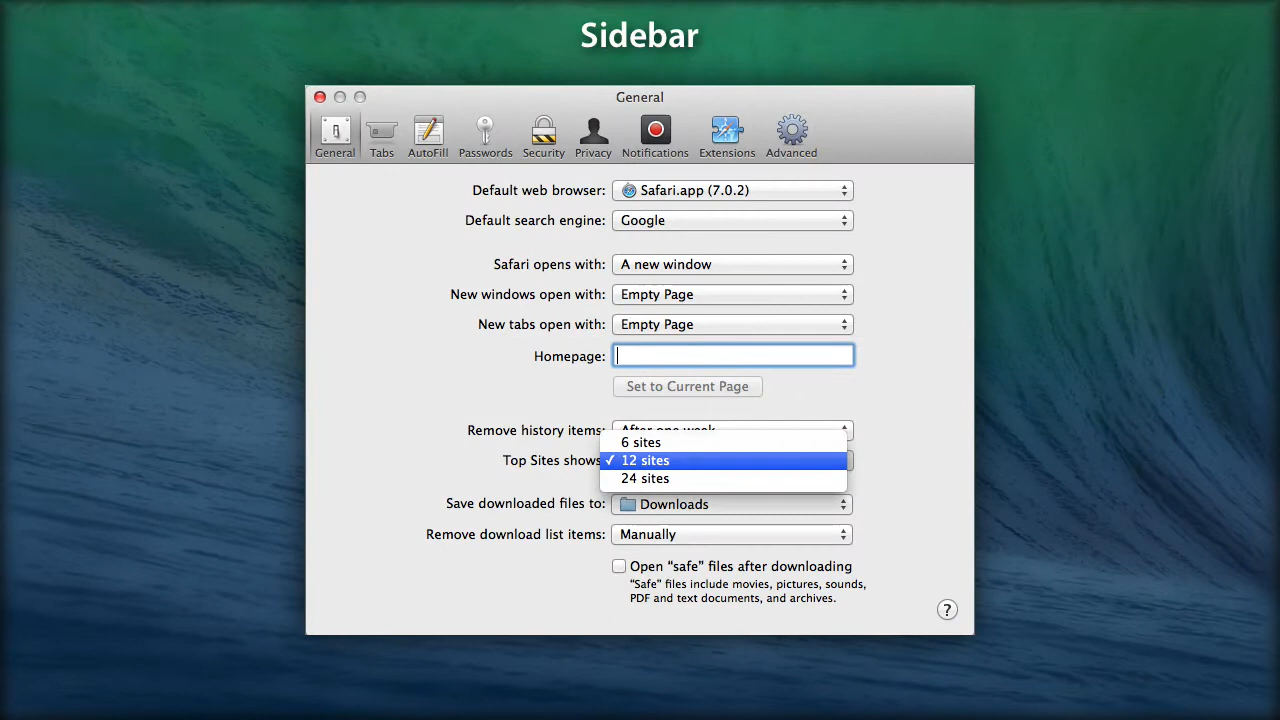 Sidebar
General
General Tabs AutoFill Passwords Security Privacy Notifications Extensions Advanced
Default web browser: Safari.app (7.0.2)
Default search engine: Google
Safari opens with: A new window
New windows open with: Empty Page
New tabs open with: Empty Page
Homepage:
Set to Current Page
Remove history items: After one week
6 sites
Top Sites shows ✓ 12 sites
24 sites
Save downloaded files to: Downloads
Remove download list items: Manually
Open “safe” files after downloading
“Safe” files include movies, pictures, sounds,
PDF and text documents, and archives.
?